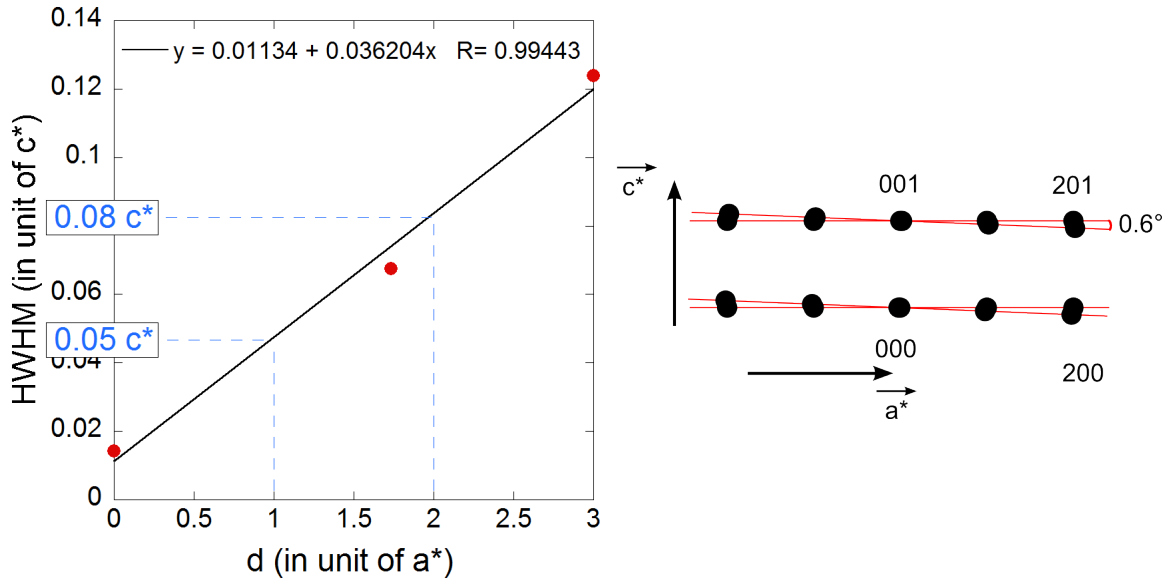 0.14
y = 0.01134 + 0.036204x R= 0.99443
0.12
0.1
0.08 c*
0.06
0.05 c*
0.04
0.02
0
HWHM (in unit of c*)
0 0.5 1 1.5 2 2.5 3
d (in unit of a*)
c*
001 201
0.6°
000
200
a*